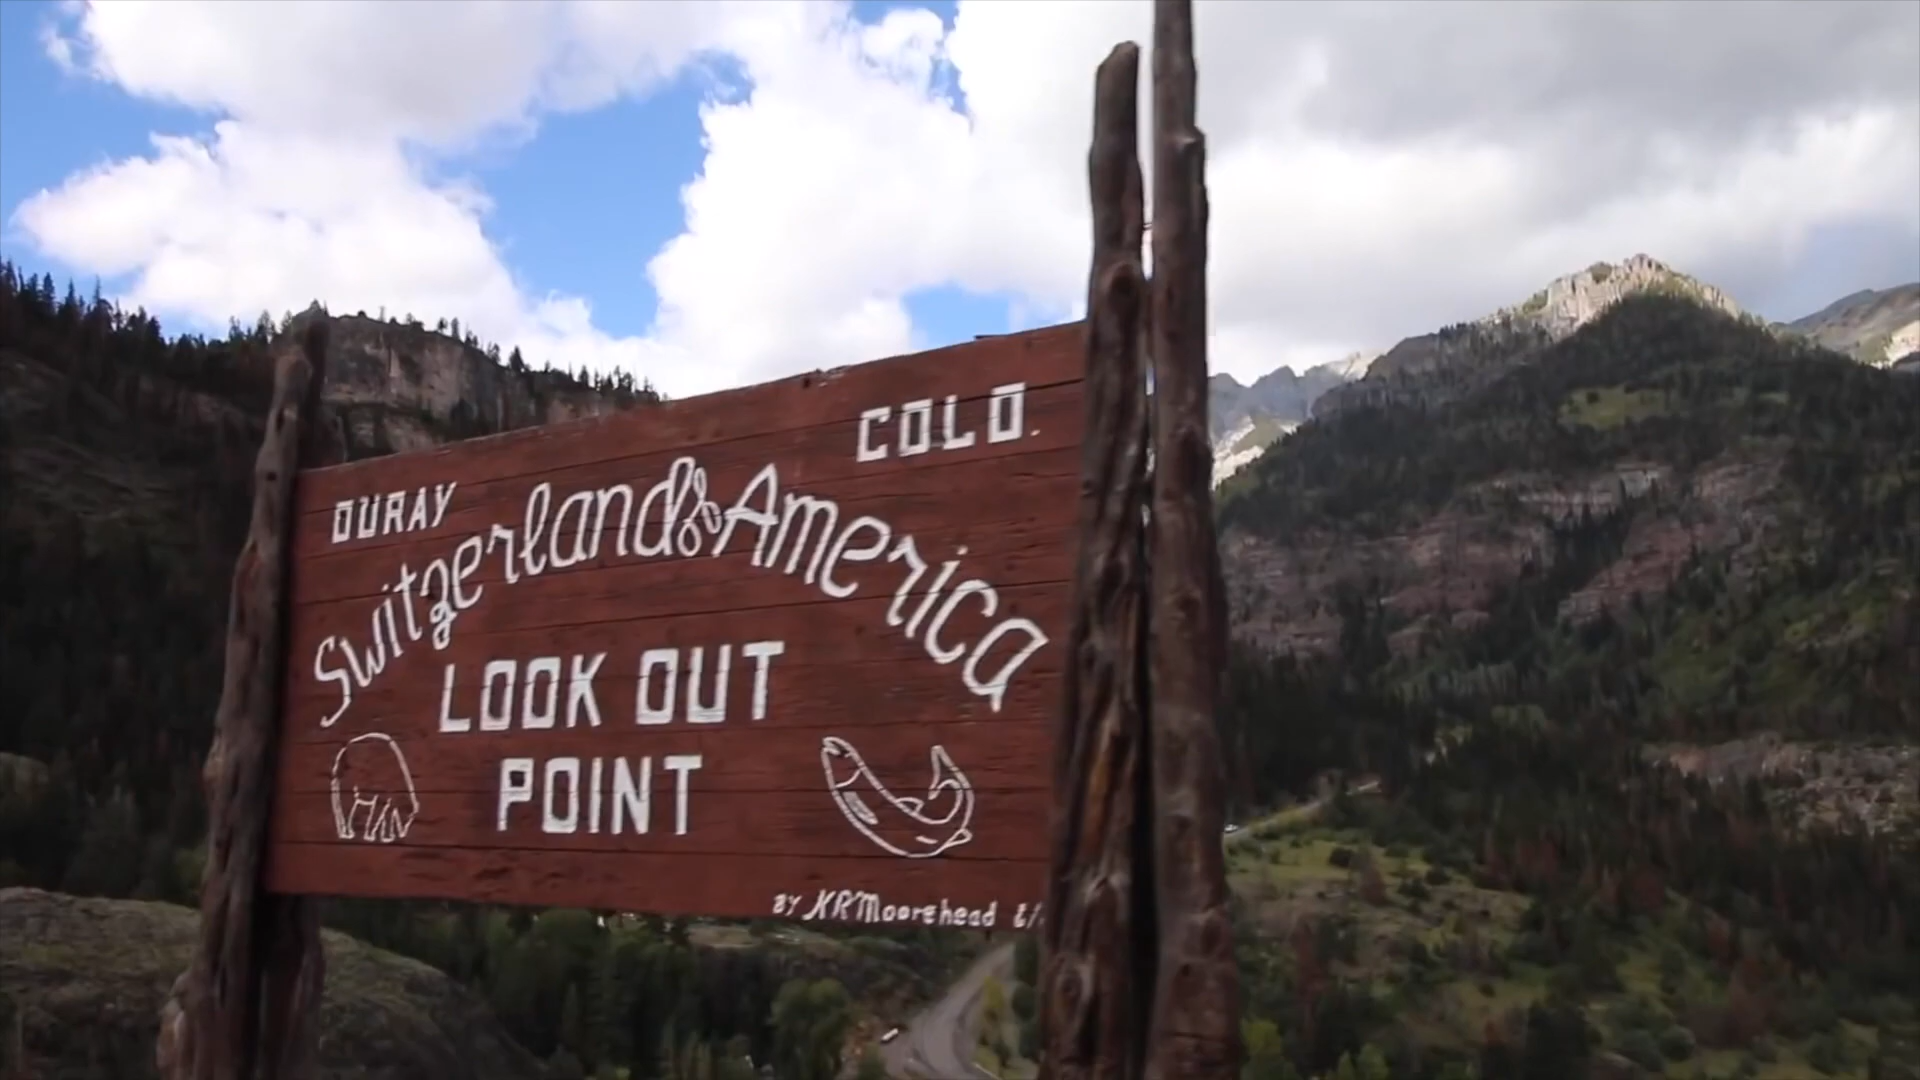 OURAY COLO.
Switzerland of America
LOOK OUT
POINT
BY KRMoorehead